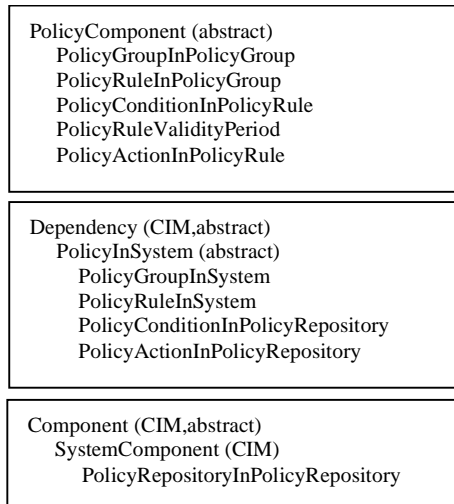 PolicyComponent (abstract)
PolicyGroupInPolicyGroup
PolicyRuleInPolicyGroup
PolicyConditionInPolicyRule
PolicyRuleValidityPeriod
PolicyActionInPolicyRule
Dependency (CIM,abstract)
PolicyInSystem (abstract)
PolicyGroupInSystem
PolicyRuleInSystem
PolicyConditionInPolicyRepository
PolicyActionInPolicyRepository
Component (CIM,abstract)
SystemComponent (CIM)
PolicyRepositoryInPolicyRepository